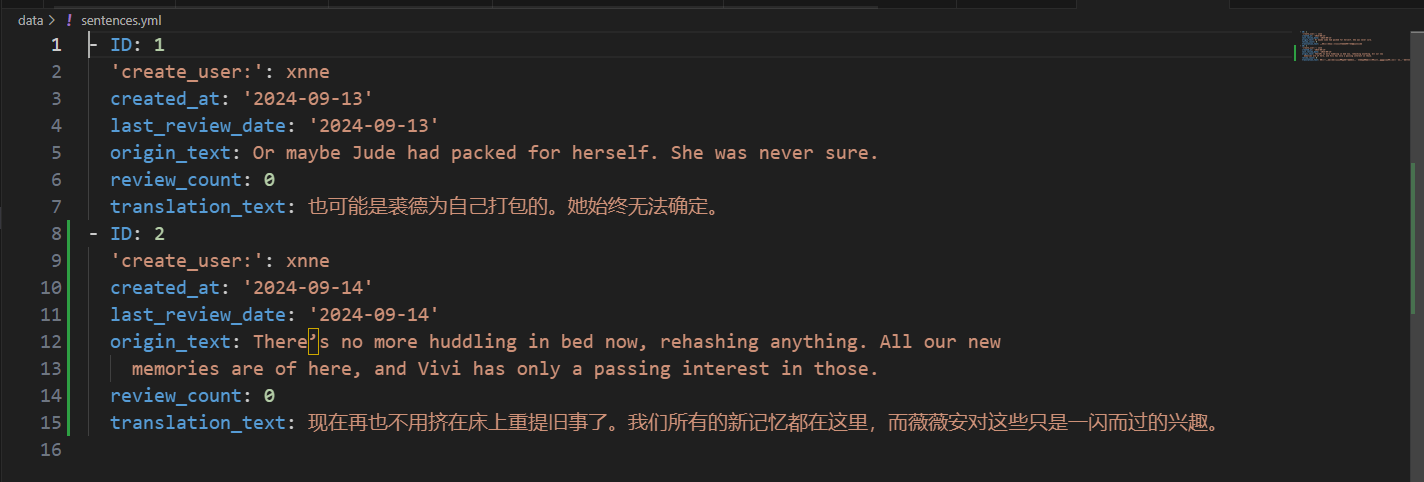 data > ! sentences.yml
1 - ID: 1
2 'create_user:': xnne
3 created_at: '2024-09-13'
4 last_review_date: '2024-09-13'
5 origin_text: Or maybe Jude had packed for herself. She was never sure.
6 review_count: 0
7 translation_text: 也可能是裘德为自己打包的。她始终无法确定。
8 - ID: 2
9 'create_user:': xnne
10 created_at: '2024-09-14'
11 last_review_date: '2024-09-14'
12 origin_text: There’s no more huddling in bed now, rehashing anything. All our new
13 memories are of here, and Vivi has only a passing interest in those.
14 review_count: 0
15 translation_text: 现在再也不用挤在床上重提旧事了。我们所有的新记忆都在这里，而薇薇安对这些只是一闪而过的兴趣。
16